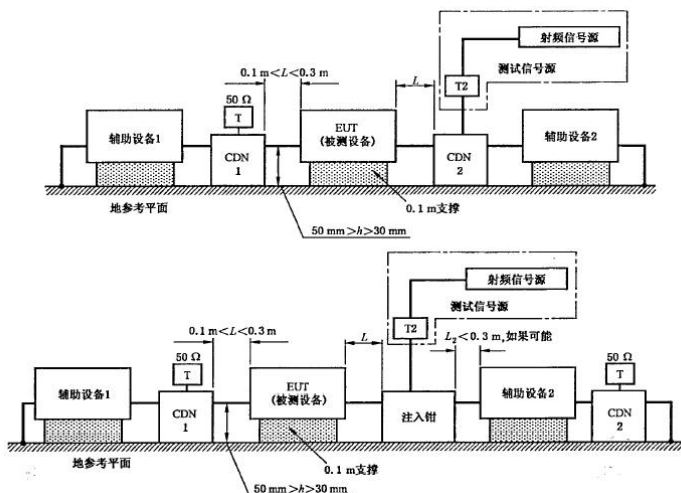 射频信号源
测试信号源
0.1 m<L<0.3 m
L
T2
50 Ω
T
辅助设备1
CDN
1
EUT
(被测设备)
CDN
2
辅助设备2
地参考平面
0.1 m支撑
50 mm>h>30 mm
射频信号源
测试信号源
0.1 m<L<0.3 m
L
T2
L₂<0.3 m,如果可能
50 Ω
T
50 Ω
T
辅助设备1
CDN
1
EUT
(被测设备)
注入钳
辅助设备2
CDN
2
地参考平面
0.1 m支撑
50 mm>h>30 mm